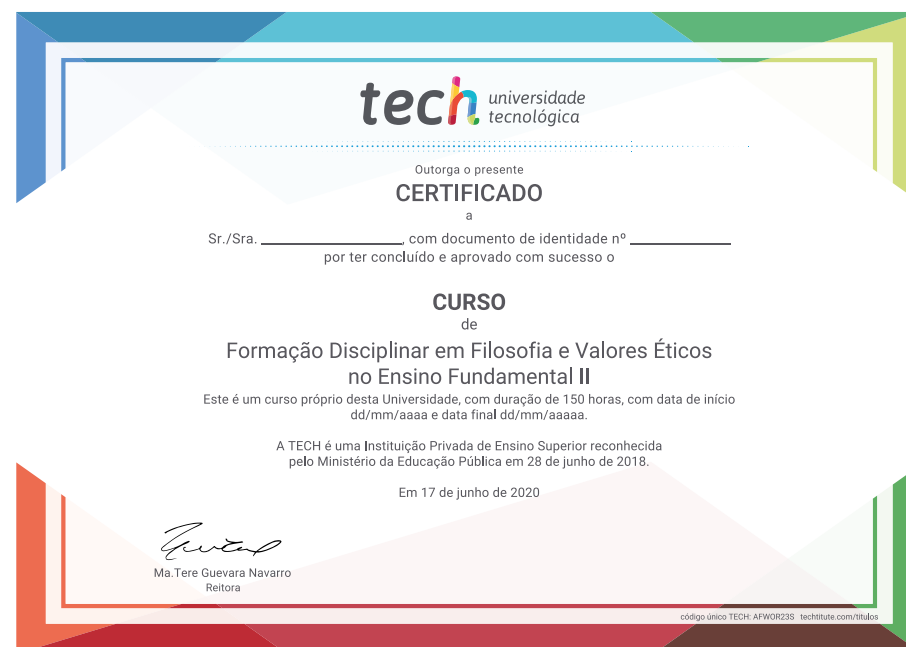 tech universidade
tecnológica
Outorga o presente
CERTIFICADO
a
Sr./Sra. ____________, com documento de identidade nº ____________
por ter concluído e aprovado com sucesso o
CURSO
de
Formação Disciplinar em Filosofia e Valores Éticos
no Ensino Fundamental II
Este é um curso próprio desta Universidade, com duração de 150 horas, com data de início
dd/mm/aaaa e data final dd/mm/aaaaa.
A TECH é uma Instituição Privada de Ensino Superior reconhecida
pelo Ministério da Educação Pública em 28 de junho de 2018.
Em 17 de junho de 2020
Ma.Tere Guevara Navarro
Reitora
código único TECH: AFWOR23S techtitute.com/titulos